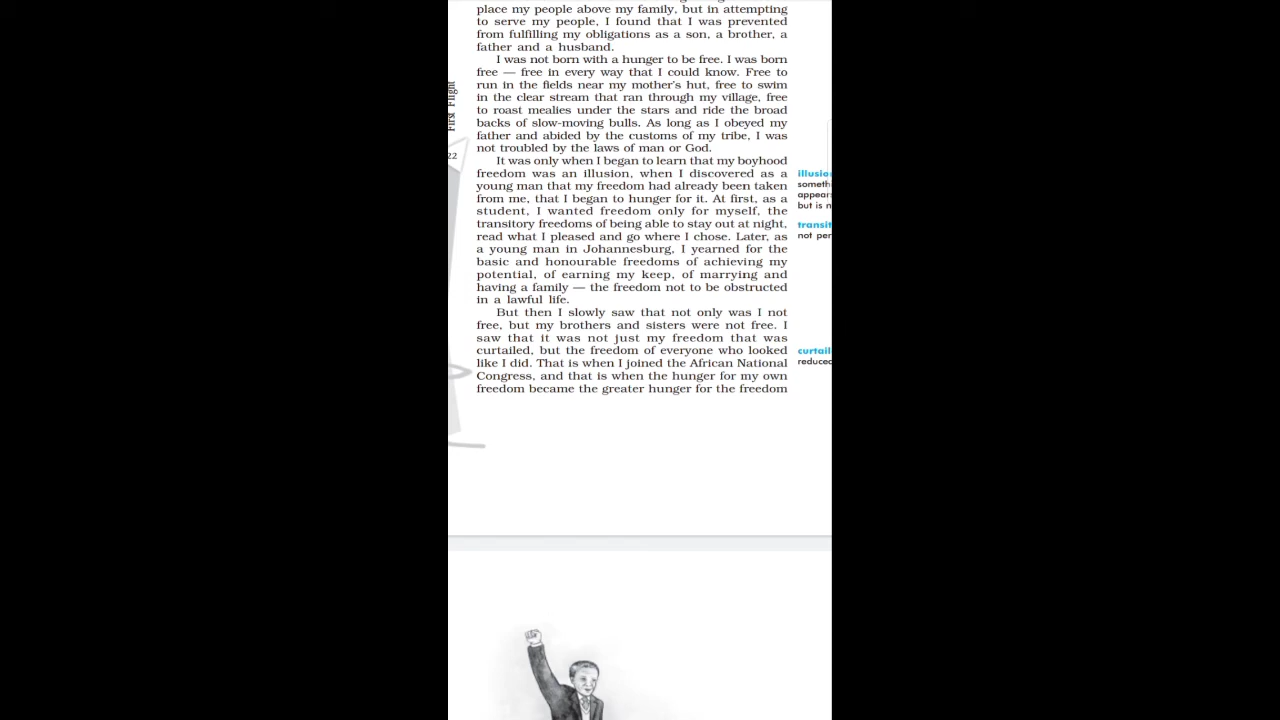 place my people above my family, but in attempting
to serve my people, I found that I was prevented
from fulfilling my obligations as a son, a brother, a
father and a husband.
I was not born with a hunger to be free. I was born
free — free in every way that I could know. Free to
run in the fields near my mother's hut, free to swim
in the clear stream that ran through my village, free
to roast mealies under the stars and ride the broad
backs of slow-moving bulls. As long as I obeyed my
father and abided by the customs of my tribe, I was
not troubled by the laws of man or God.
It was only when I began to learn that my boyhood
freedom was an illusion, when I discovered as a
young man that my freedom had already been taken
from me, that I began to hunger for it. At first, as a
student, I wanted freedom only for myself, the
transitory freedoms of being able to stay out at night,
read what I pleased and go where I chose. Later, as
a young man in Johannesburg, I yearned for the
basic and honourable freedoms of achieving my
potential, of earning my keep, of marrying and
having a family — the freedom not to be obstructed
in a lawful life.
But then I slowly saw that not only was I not
free, but my brothers and sisters were not free. I
saw that it was not just my freedom that was
curtailed, but the freedom of everyone who looked
like I did. That is when I joined the African National
Congress, and that is when the hunger for my own
freedom became the greater hunger for the freedom
First Flight
22
illusio
someth
appear
but is n
transit
not per
curtail
reduced